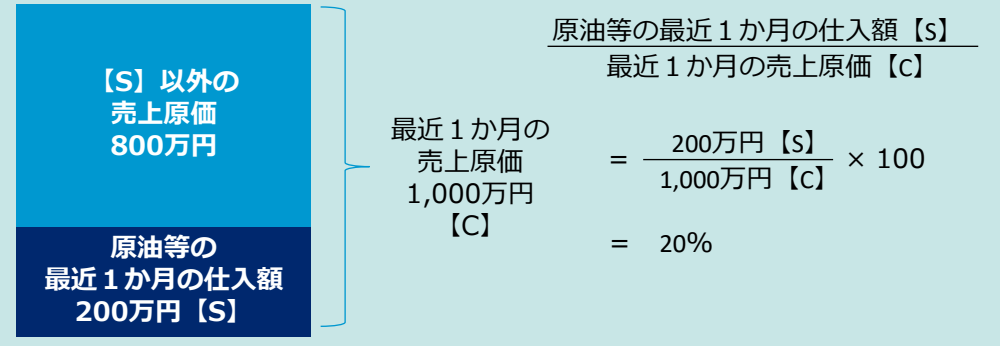 【S】以外の
売上原価
800万円
原油等の
最近１か月の仕入額
200万円【S】
最近１か月の
売上原価
1,000万円
【C】
原油等の最近１か月の仕入額【S】
最近１か月の売上原価【C】
= 200万円【S】 × 100
1,000万円【C】
= 20%